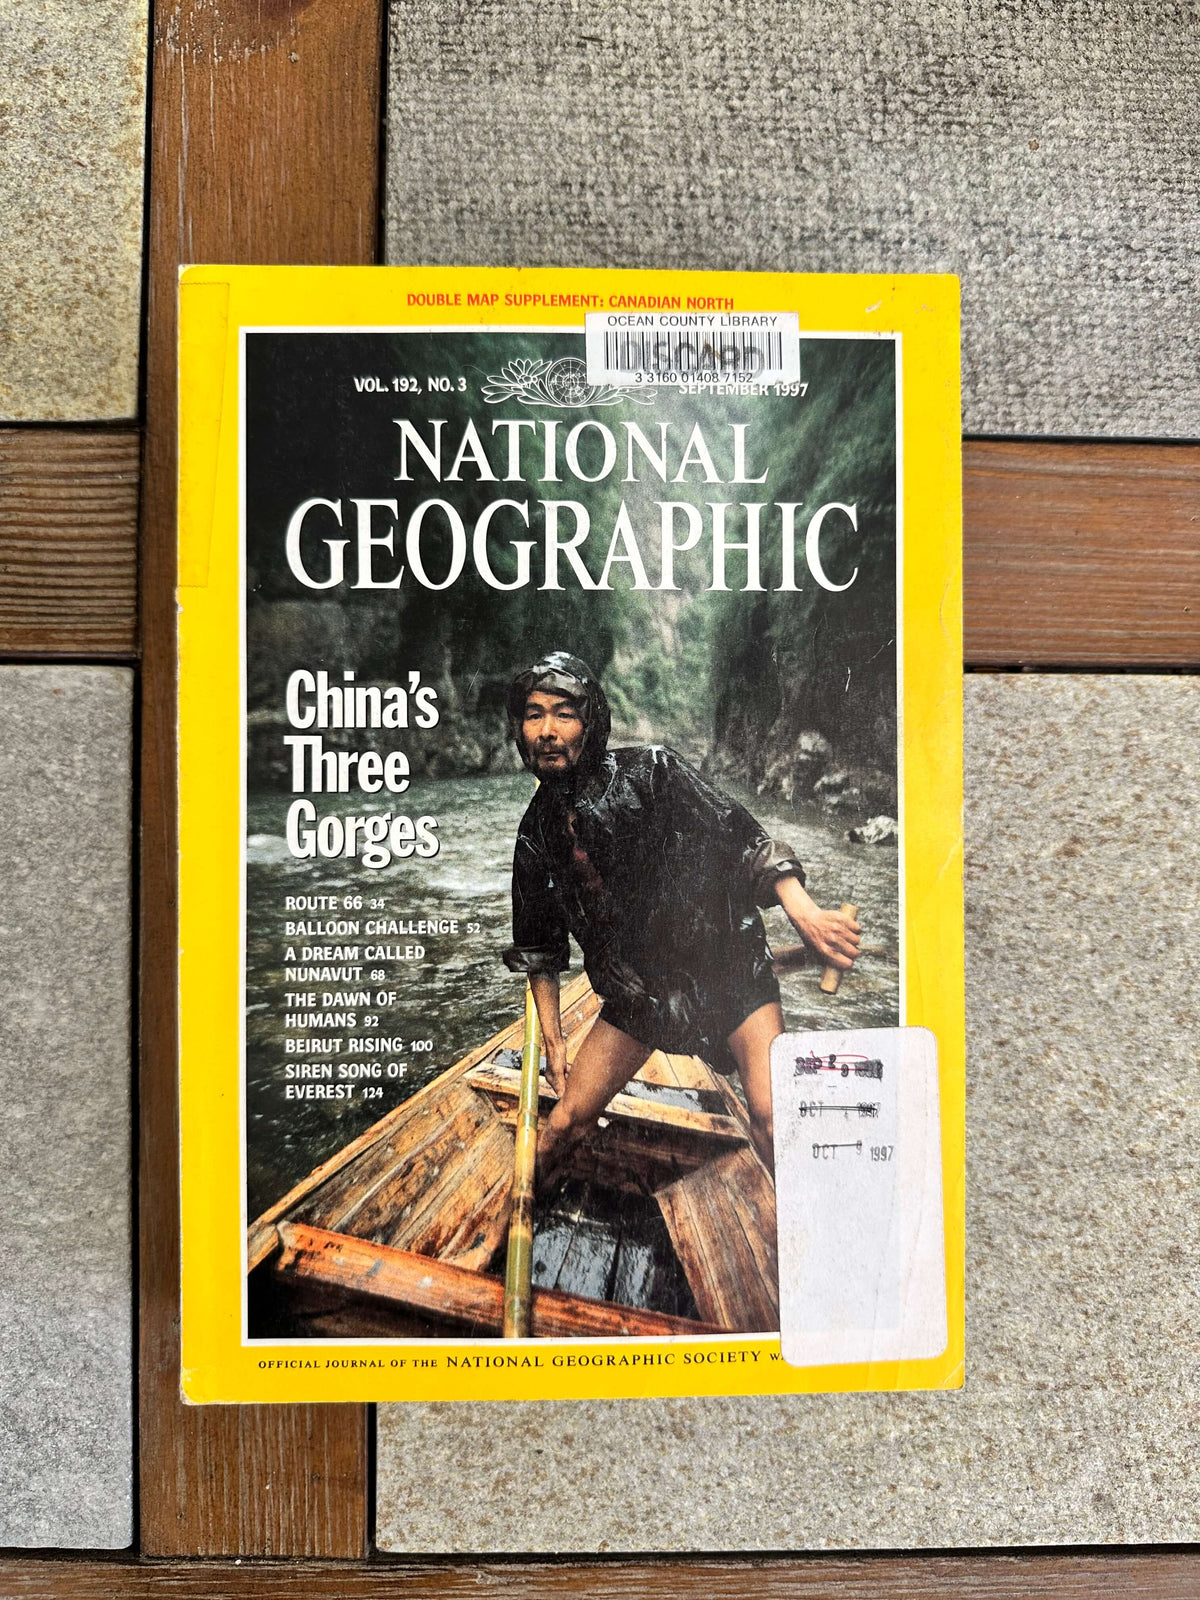 DOUBLE MAP SUPPLEMENT: CANADIAN NORTH
OCEAN COUNTY LIBRARY
DISCARD
3 3160 01408 7152
VOL. 192, NO. 3
SEPTEMBER 1997
NATIONAL
GEOGRAPHIC
China's
Three
Gorges
ROUTE 66 34
BALLOON CHALLENGE 52
A DREAM CALLED
NUNAVUT 68
THE DAWN OF
HUMANS 92
BEIRUT RISING 100
SIREN SONG OF
EVEREST 124
OCT 1997
OCT 9 1997
OFFICIAL JOURNAL OF THE NATIONAL GEOGRAPHIC SOCIETY